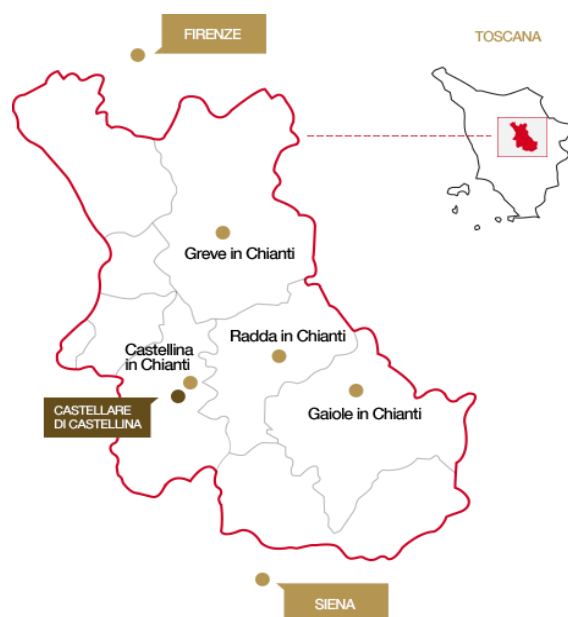 FIRENZE
TOSCANA
Greve in Chianti
Radda in Chianti
Castellina
in Chianti
CASTELLARE
DI CASTELLINA
Gaiole in Chianti
SIENA